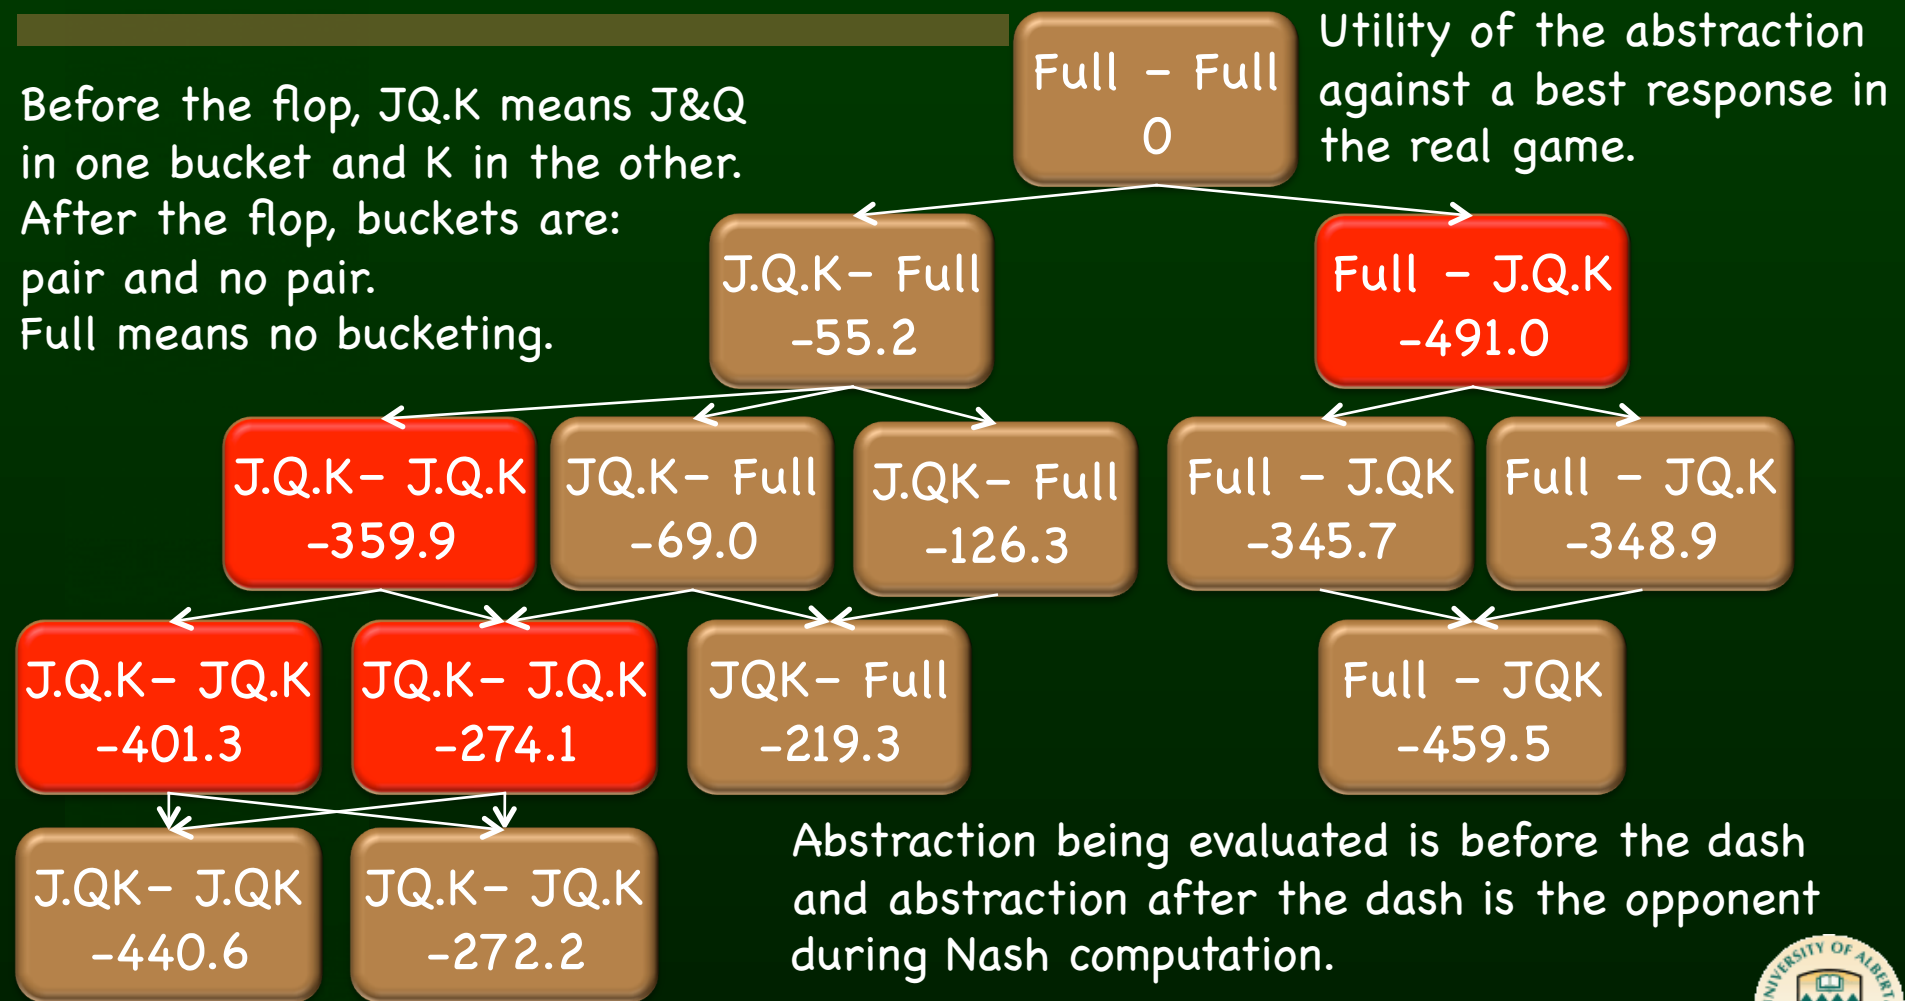 Full - Full
0
Utility of the abstraction
against a best response in
the real game.
Before the flop, JQ.K means J&Q
in one bucket and K in the other.
After the flop, buckets are:
pair and no pair.
Full means no bucketing.
J.Q.K- Full
-55.2
Full - J.Q.K
-491.0
J.Q.K- J.Q.K
-359.9
JQ.K- Full
-69.0
J.QK- Full
-126.3
Full - J.QK
-345.7
Full - JQ.K
-348.9
J.Q.K- JQ.K
-401.3
JQ.K- J.Q.K
-274.1
JQK- Full
-219.3
Full - JQK
-459.5
J.QK- J.QK
-440.6
JQ.K- JQ.K
-272.2
Abstraction being evaluated is before the dash
and abstraction after the dash is the opponent
during Nash computation.
OF